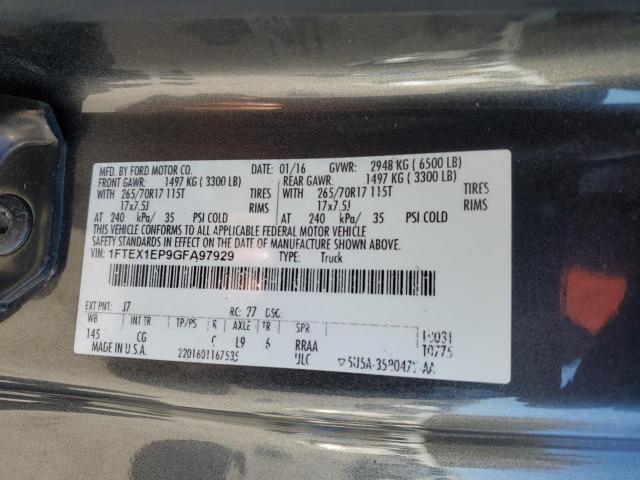 MFD. BY FORD MOTOR CO. DATE: 01/16 GVWR: 2948 KG ( 6500 LB)
FRONT GAWR: 1497 KG ( 3300 LB) REAR GAWR: 1497 KG ( 3300 LB)
WITH 265/70R17 115T TIRES WITH 265/70R17 115T TIRES
17x7.5J RIMS 17x7.5J RIMS
AT 240 kPa/ 35 PSI COLD AT 240 kPa/ 35 PSI COLD
THIS VEHICLE CONFORMS TO ALL APPLICABLE FEDERAL MOTOR VEHICLE
SAFETY STANDARDS IN EFFECT ON THE DATE OF MANUFACTURE SHOWN ABOVE.
VIN: 1FTEX1EP9GFA97929 TYPE: Truck
EXT PNT: J7 RC: 27 DSO:
WB INT TR TP/PS R AXLE TR SPR
145 CG L9 6 RRAA
MADE IN U.S.A. 2201601167535 ULC